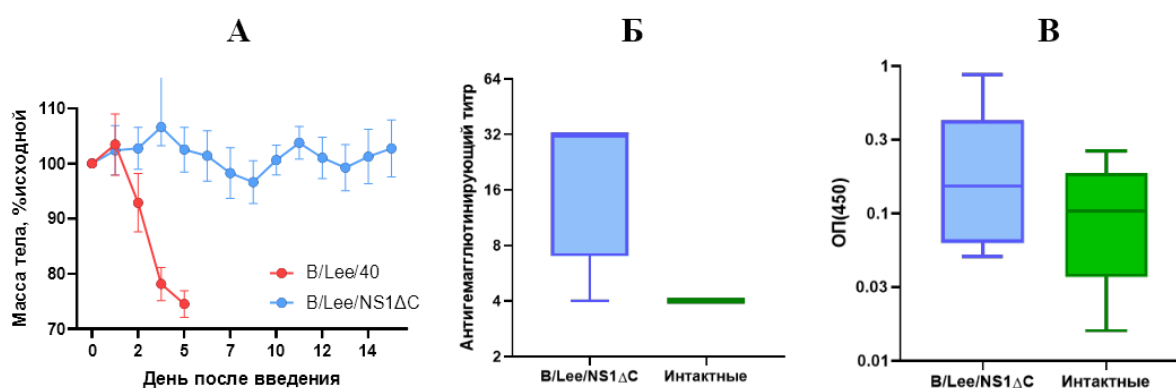 А
Масса тела, %исходной
110
100
90
80
70
B/Lee/40
B/Lee/NS1ΔC
0 2 5 7 10 12 14
День после введения
Б
Антигемагглютинирующий титр
64
32
16
8
4
2
B/Lee/NS1ΔC Интактные
В
ОП(450)
1
0.3
0.1
0.03
0.01
B/Lee/NS1ΔC Интактные